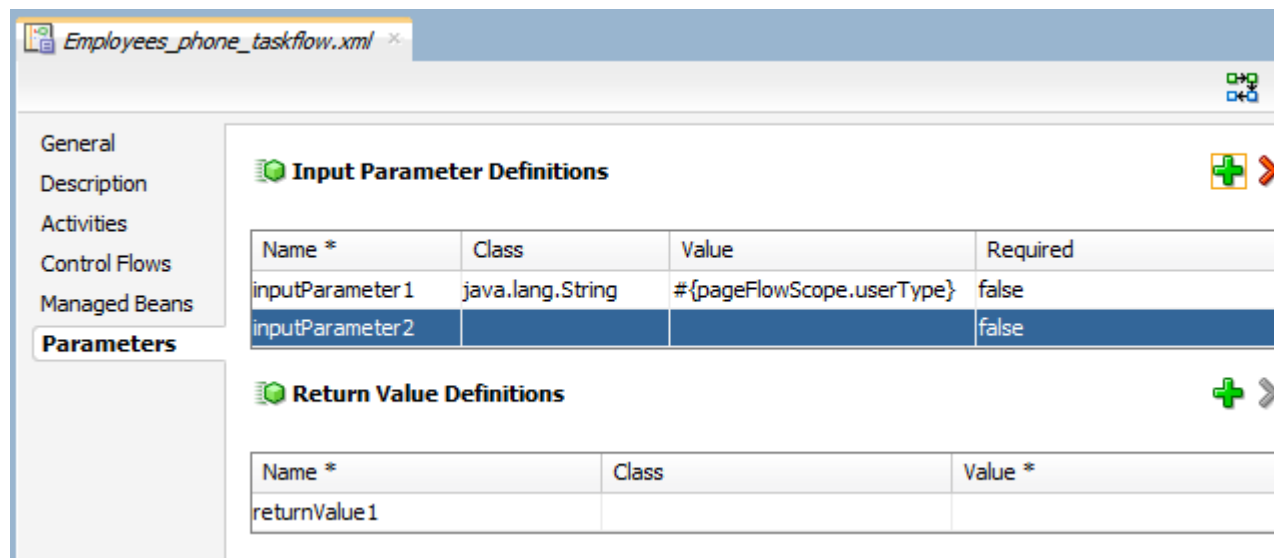 Employees_phone_taskflow.xml
General
Description
Activities
Control Flows
Managed Beans
Parameters
Input Parameter Definitions
Name * Class Value Required
inputParameter1 java.lang.String #{pageFlowScope.userType} false
inputParameter2 false
Return Value Definitions
Name * Class Value *
returnValue1